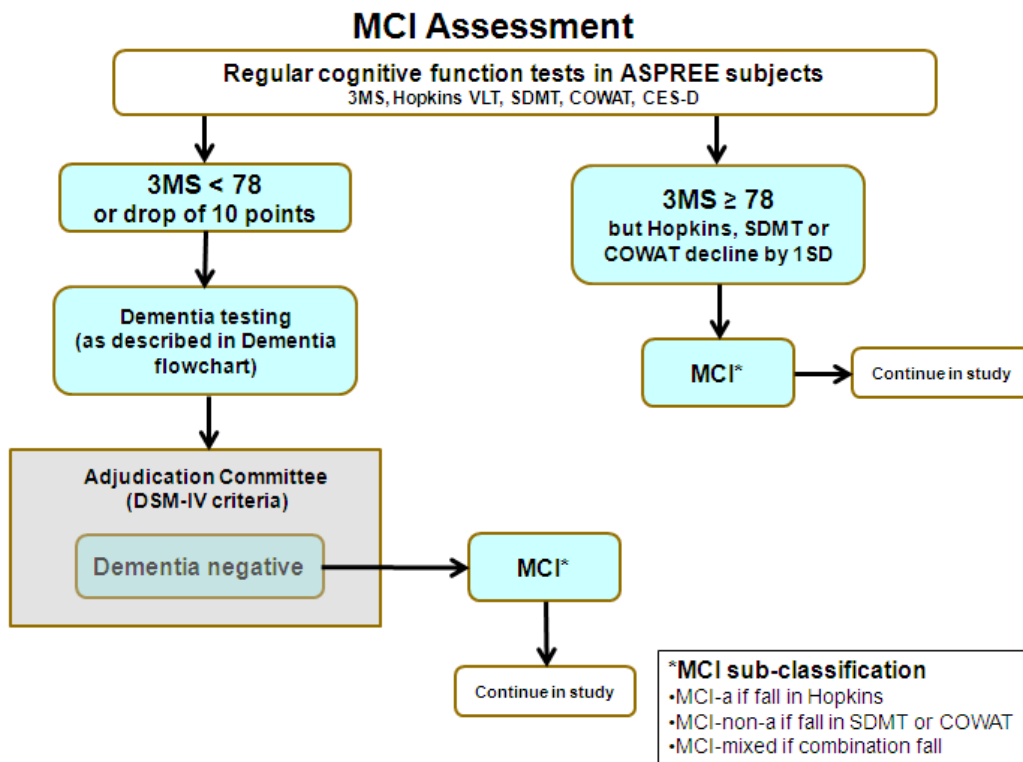 MCI Assessment
Regular cognitive function tests in ASPREE subjects
3MS, Hopkins VLT, SDMT, COWAT, CES-D
3MS < 78
or drop of 10 points
3MS ≥ 78
but Hopkins, SDMT or
COWAT decline by 1SD
Dementia testing
(as described in Dementia
flowchart)
MCI*
Continue in study
Adjudication Committee
(DSM-IV criteria)
Dementia negative
MCI*
Continue in study
*MCI sub-classification
•MCI-a if fall in Hopkins
•MCI-non-a if fall in SDMT or COWAT
•MCI-mixed if combination fall